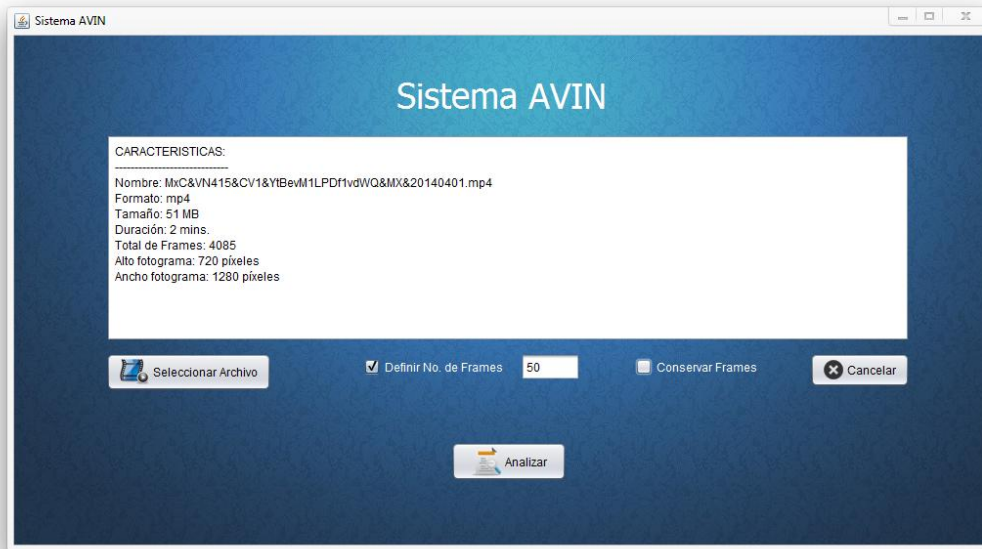 Sistema AVIN
Sistema AVIN
CARACTERISTICAS:
----------------------------
Nombre: MxC&VN415&CV1&YtBevM1LPDf1vdWQ&MX&20140401.mp4
Formato: mp4
Tamaño: 51 MB
Duración: 2 mins.
Total de Frames: 4085
Alto fotograma: 720 píxeles
Ancho fotograma: 1280 píxeles
Seleccionar Archivo
Definir No. de Frames 50
Conservar Frames
Cancelar
Analizar